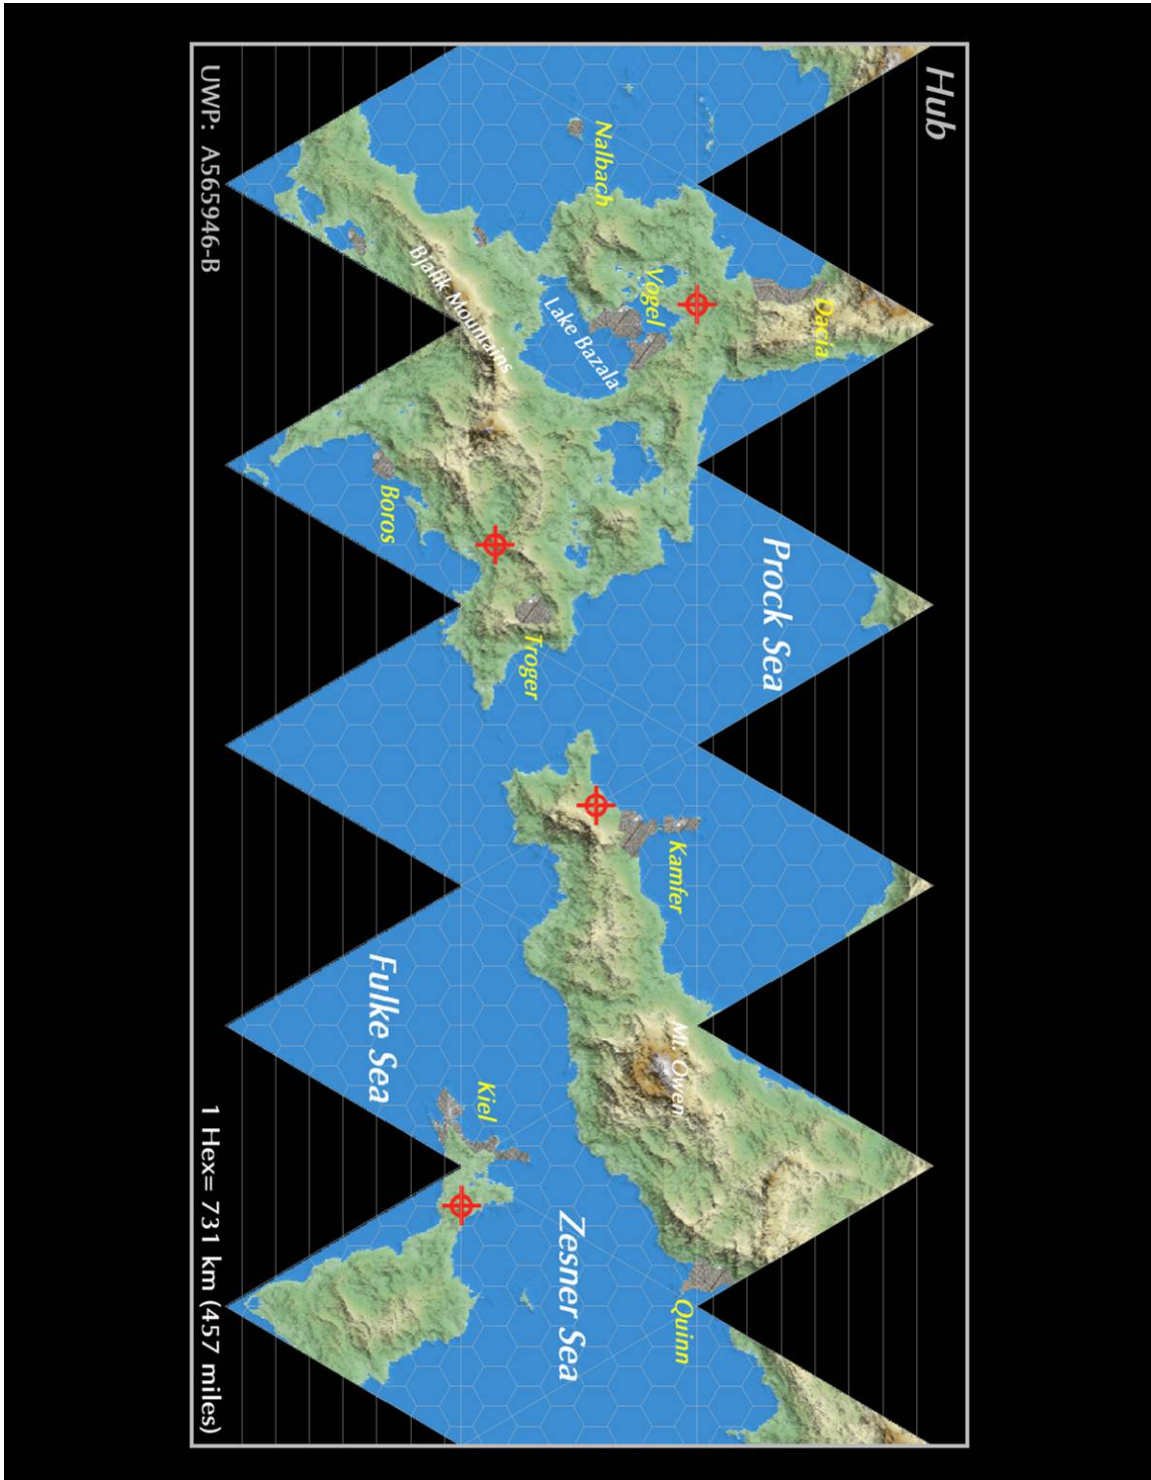 Hub
Prock Sea
Dacia
Nalbach
Vogel
Lake Bazala
Bjalik Mountains
Boros
Troger
Kamfer
Mt. Owen
Fulke Sea
Kiel
Zesner Sea
Quinn
UWP: A565946-B
1 Hex= 731 km (457 miles)